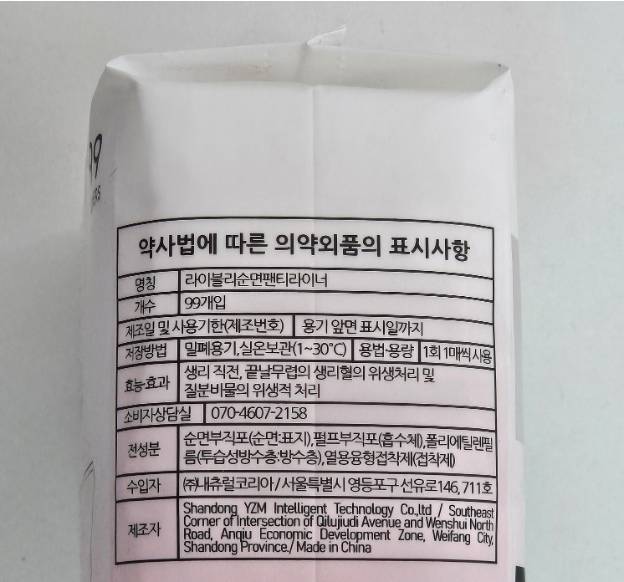 99
약사법에 따른 의약외품의 표시사항
명칭 라이블리순면팬티라이너
개수 99개입
제조일 및 사용기한(제조번호) 용기 앞면 표시일까지
저장방법 밀폐용기,실온보관(1~30℃) 용법·용량 1회 1매씩 사용
효능·효과 생리 직전, 끝날무렵의 생리혈의 위생처리 및
질분비물의 위생적 처리
소비자상담실 070-4607-2158
전성분 순면부직포(순면:표지),펄프부직포(흡수체),폴리에틸렌필
름(투습성방수층:방수층),열용융형접착제(접착제)
수입자 ㈜내츄럴코리아 / 서울특별시 영등포구 선유로146, 711호
제조자 Shandong YZM Intelligent Technology Co.,ltd / Southeast
Corner of Intersection of Qilujiudi Avenue and Wenshui North
Road, Anqiu Economic Development Zone, Weifang City,
Shandong Province./ Made in China